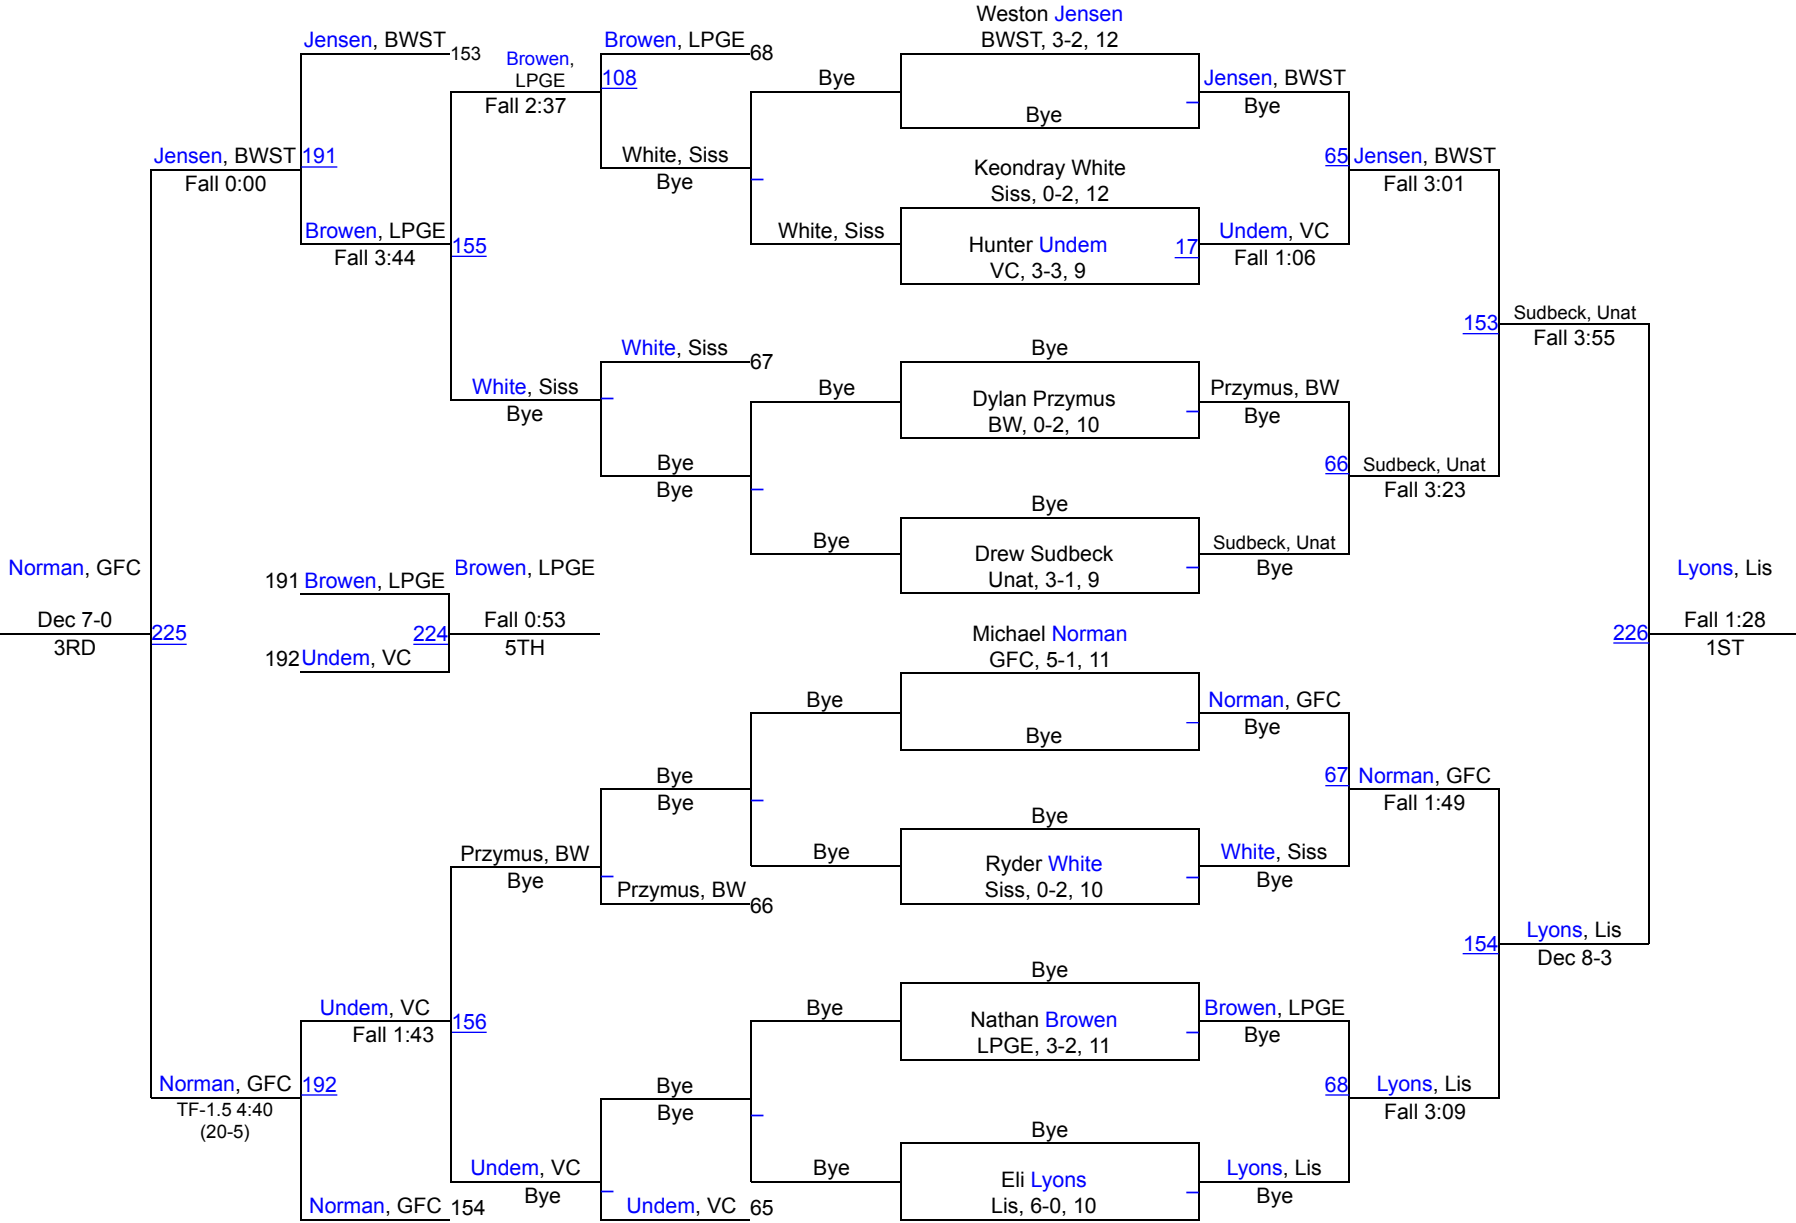 Weston Jensen
BWST, 3-2, 12
Jensen, BWST
153
Browen,
LPGE
Fall 2:37
Browen, LPGE
68
108
Bye
Bye
Jensen, BWST
Bye
Jensen, BWST
191
Fall 0:00
White, Siss
Bye
Keondray White
Siss, 0-2, 12
65
Jensen, BWST
Fall 3:01
Browen, LPGE
155
Fall 3:44
White, Siss
Hunter Undem
VC, 3-3, 9
17
Undem, VC
Fall 1:06
153
Sudbeck, Unat
Fall 3:55
White, Siss
67
Bye
White, Siss
Bye
Bye
Dylan Przymus
BW, 0-2, 10
Przymus, BW
Bye
Bye
Bye
66
Sudbeck, Unat
Fall 3:23
Bye
Bye
Drew Sudbeck
Unat, 3-1, 9
Sudbeck, Unat
Bye
Norman, GFC
Dec 7-0
3RD
225
191 Browen, LPGE
192 Undem, VC
224
Browen, LPGE
Fall 0:53
5TH
Lyons, Lis
226
Fall 1:28
1ST
Michael Norman
GFC, 5-1, 11
Bye
Bye
Norman, GFC
Bye
Bye
Bye
67
Norman, GFC
Fall 1:49
Bye
Przymus, BW
Bye
Przymus, BW
66
Bye
Ryder White
Siss, 0-2, 10
White, Siss
Bye
154
Lyons, Lis
Dec 8-3
Bye
Undem, VC
156
Fall 1:43
Bye
Nathan Browen
LPGE, 3-2, 11
Browen, LPGE
Bye
Norman, GFC
192
TF-1.5 4:40
(20-5)
Bye
Bye
68
Lyons, Lis
Fall 3:09
Bye
Undem, VC
Bye
Bye
Eli Lyons
Lis, 6-0, 10
Lyons, Lis
Bye
Norman, GFC 154
Undem, VC 65